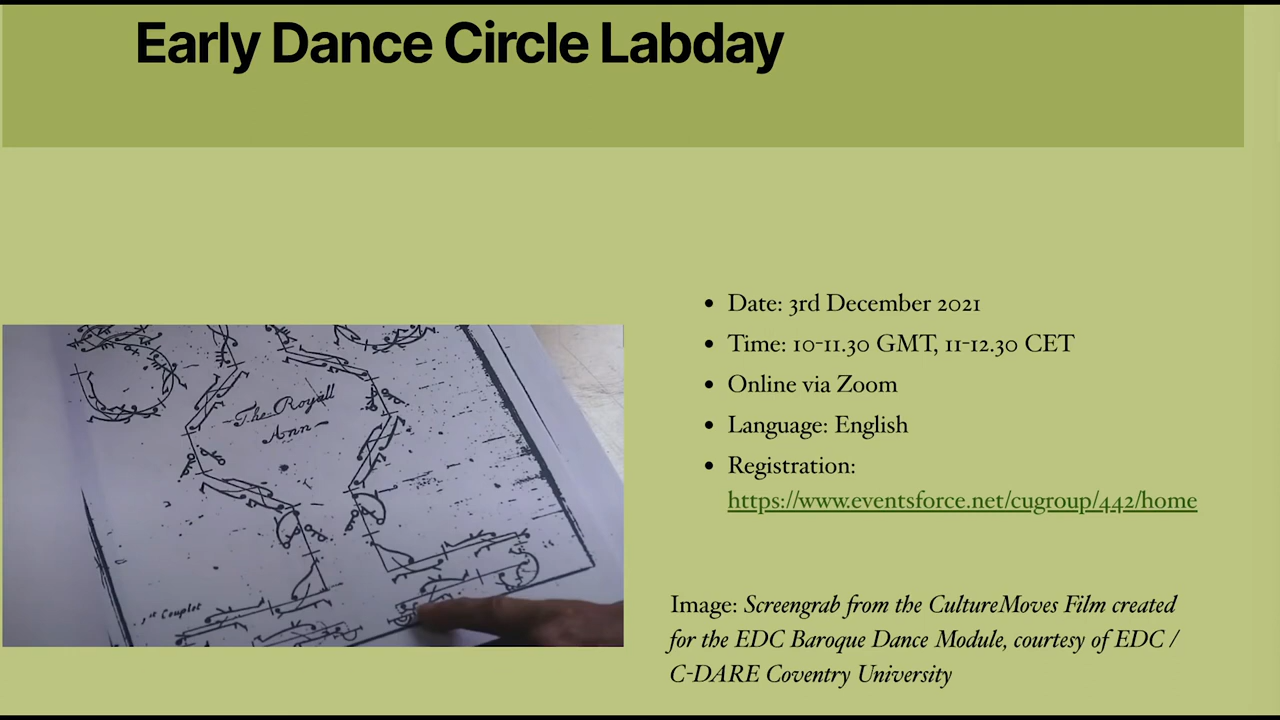 Early Dance Circle Labday
• Date: 3rd December 2021
• Time: 10-11.30 GMT, 11-12.30 CET
• Online via Zoom
• Language: English
• Registration:
https://www.eventsforce.net/cugroup/442/home
The Royall
Ann
1st Couplet
Image: Screengrab from the CultureMoves Film created
for the EDC Baroque Dance Module, courtesy of EDC /
C-DARE Coventry University